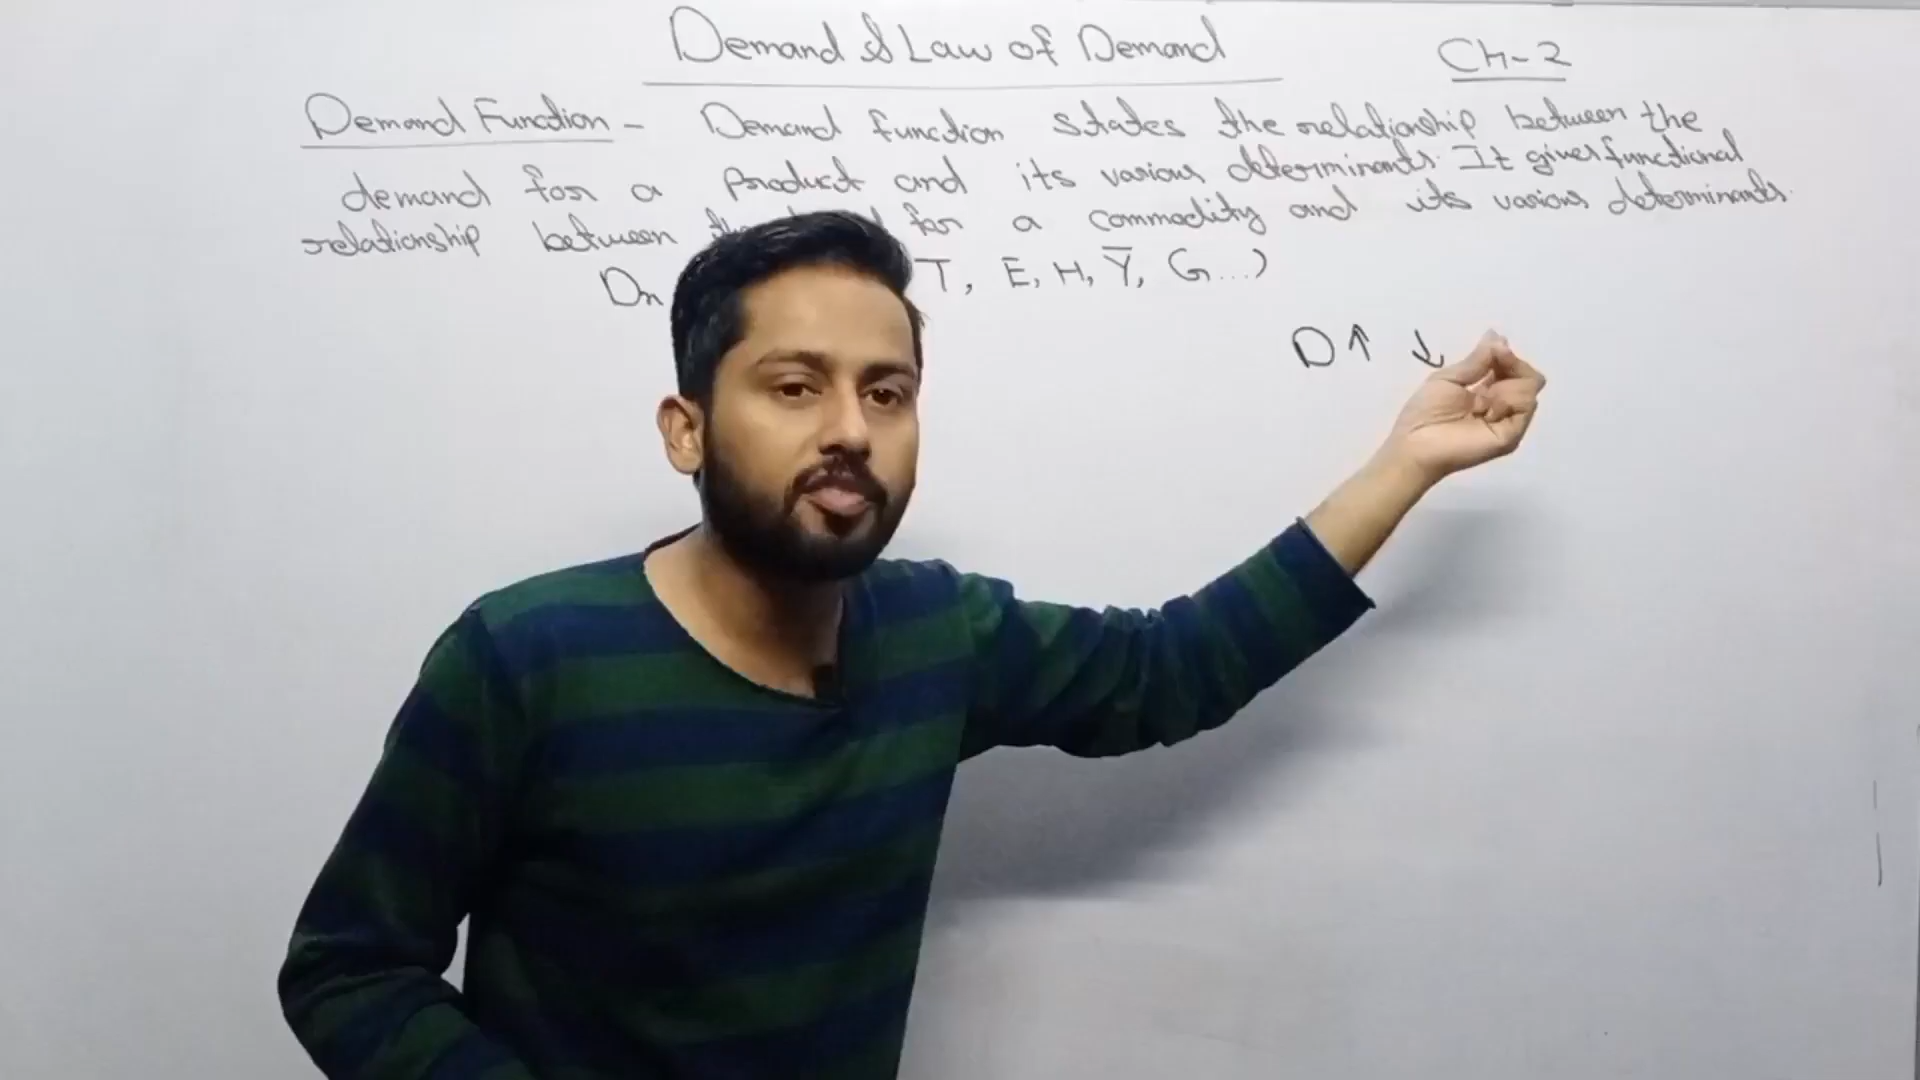 Demand & Law of Demand
Ch-2
Demand Function - Demand function states the relationship between the
demand for a product and its various determinants. It gives functional
relationship between for a commodity and its various determinants.
Dn T, E, H, Y̅, G...)
D ↑ ↓